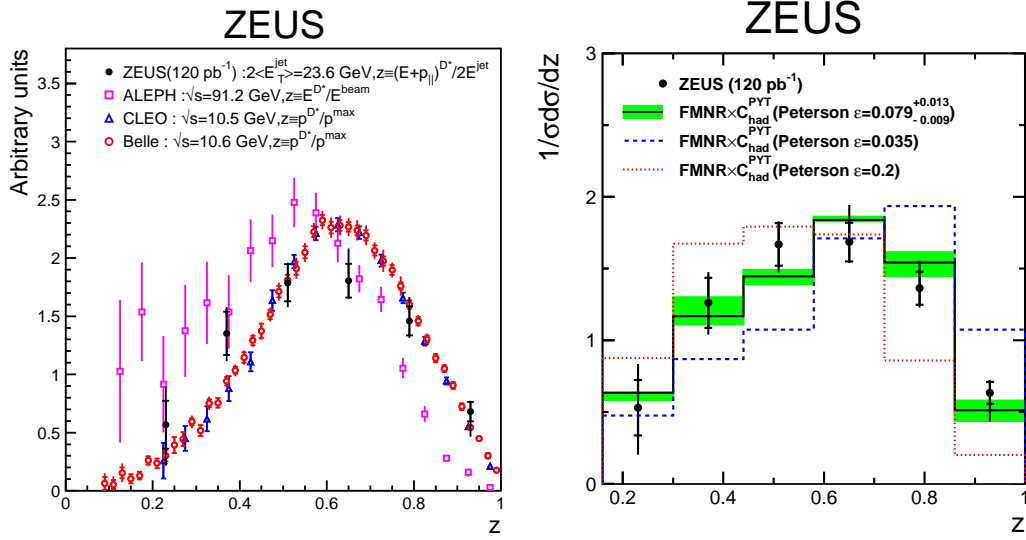 ZEUS
Arbitrary units
3.5
3
2.5
2
1.5
1
0.5
0
ZEUS(120 pb⁻¹) :2<E_T^jet>=23.6 GeV,z≡(E+p_||)^D*/2E^jet
ALEPH :√s=91.2 GeV,z≡E^D*/E^beam
CLEO : √s=10.5 GeV,z≡p^D*/p^max
Belle : √s=10.6 GeV,z≡p^D*/p^max
0 0.2 0.4 0.6 0.8 1
z
ZEUS
1/σdσ/dz
3
2
1
0
ZEUS (120 pb⁻¹)
FMNR×C_had^PYT(Peterson ε=0.079^+0.013_-0.009)
FMNR×C_had^PYT(Peterson ε=0.035)
FMNR×C_had^PYT(Peterson ε=0.2)
0.2 0.4 0.6 0.8 1
z